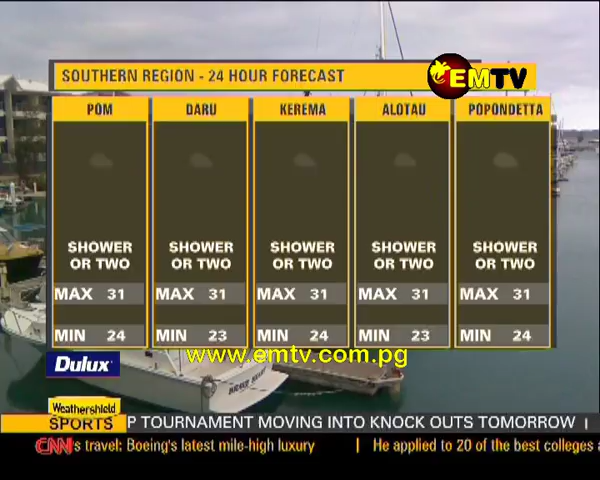 EMTV
SOUTHERN REGION - 24 HOUR FORECAST
POM DARU KEREMA ALOTAU POPONDETTA
SHOWER OR TWO SHOWER OR TWO SHOWER OR TWO SHOWER OR TWO SHOWER OR TWO
MAX 31 MAX 31 MAX 31 MAX 31 MAX 31
MIN 24 MIN 23 MIN 24 MIN 23 MIN 24
www.emtv.com.pg
Dulux
Weathershield
SPORTS P TOURNAMENT MOVING INTO KNOCK OUTS TOMORROW |
CNN s travel: Boeing's latest mile-high luxury | He applied to 20 of the best colleges a